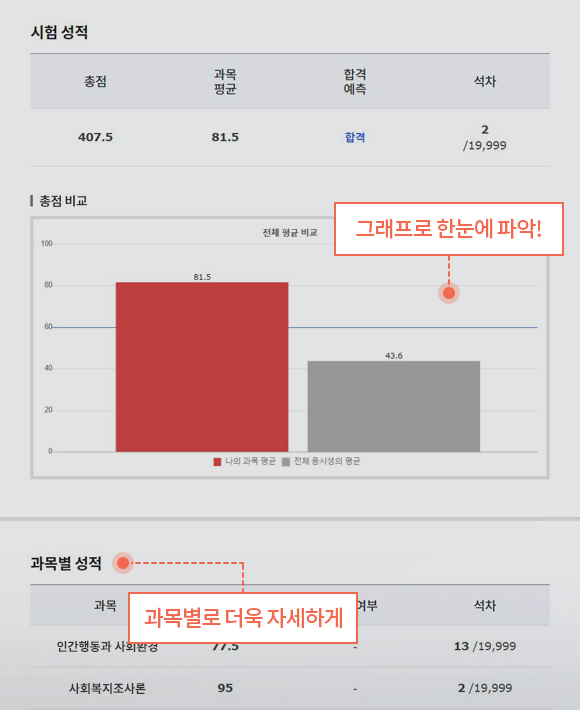 시험 성적
총점 과목 평균 합격 예측 석차
407.5 81.5 합격 2 /19,999
총점 비교
그래프로 한눈에 파악!
전체 평균 비교
100
80
60
40
20
0
81.5
43.6
나의 과목 평균 전체 응시생의 평균
과목별 성적
과목별로 더욱 자세하게
과목 여부 석차
인간행동과 사회환경 77.5 - 13 /19,999
사회복지조사론 95 - 2 /19,999